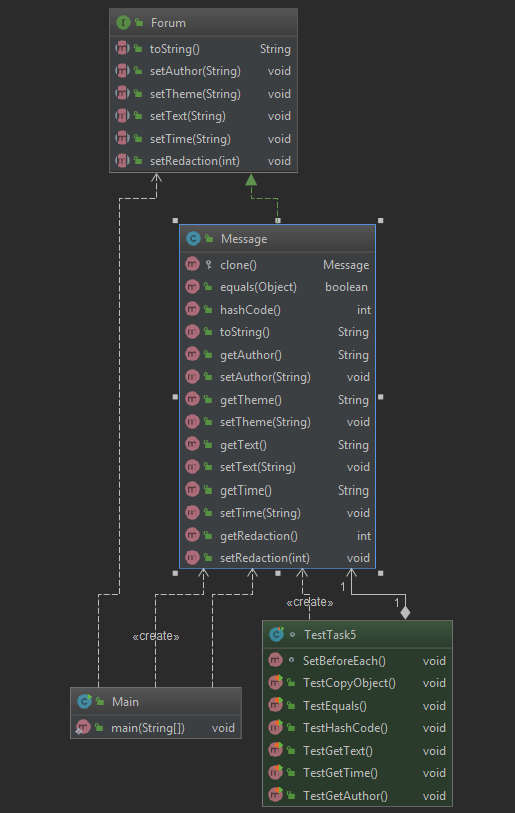 Forum
toString() String
setAuthor(String) void
setTheme(String) void
setText(String) void
setTime(String) void
setRedaction(int) void
Message
clone() Message
equals(Object) boolean
hashCode() int
toString() String
getAuthor() String
setAuthor(String) void
getTheme() String
setTheme(String) void
getText() String
setText(String) void
getTime() String
setTime(String) void
getRedaction() int
setRedaction(int) void
1
«create»
1
«create»
TestTask5
SetBeforeEach() void
TestCopyObject() void
TestEquals() void
TestHashCode() void
TestGetText() void
TestGetTime() void
TestGetAuthor() void
Main
main(String[]) void